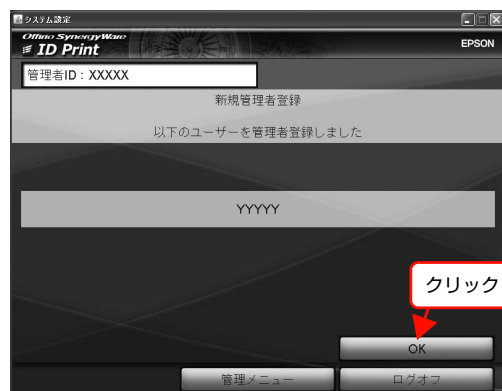 システム設定
Offirio SynergyWare
ID Print
EPSON
管理者ID：XXXXX
新規管理者登録
以下のユーザーを管理者登録しました
YYYYY
クリック
OK
管理メニュー
ログオフ